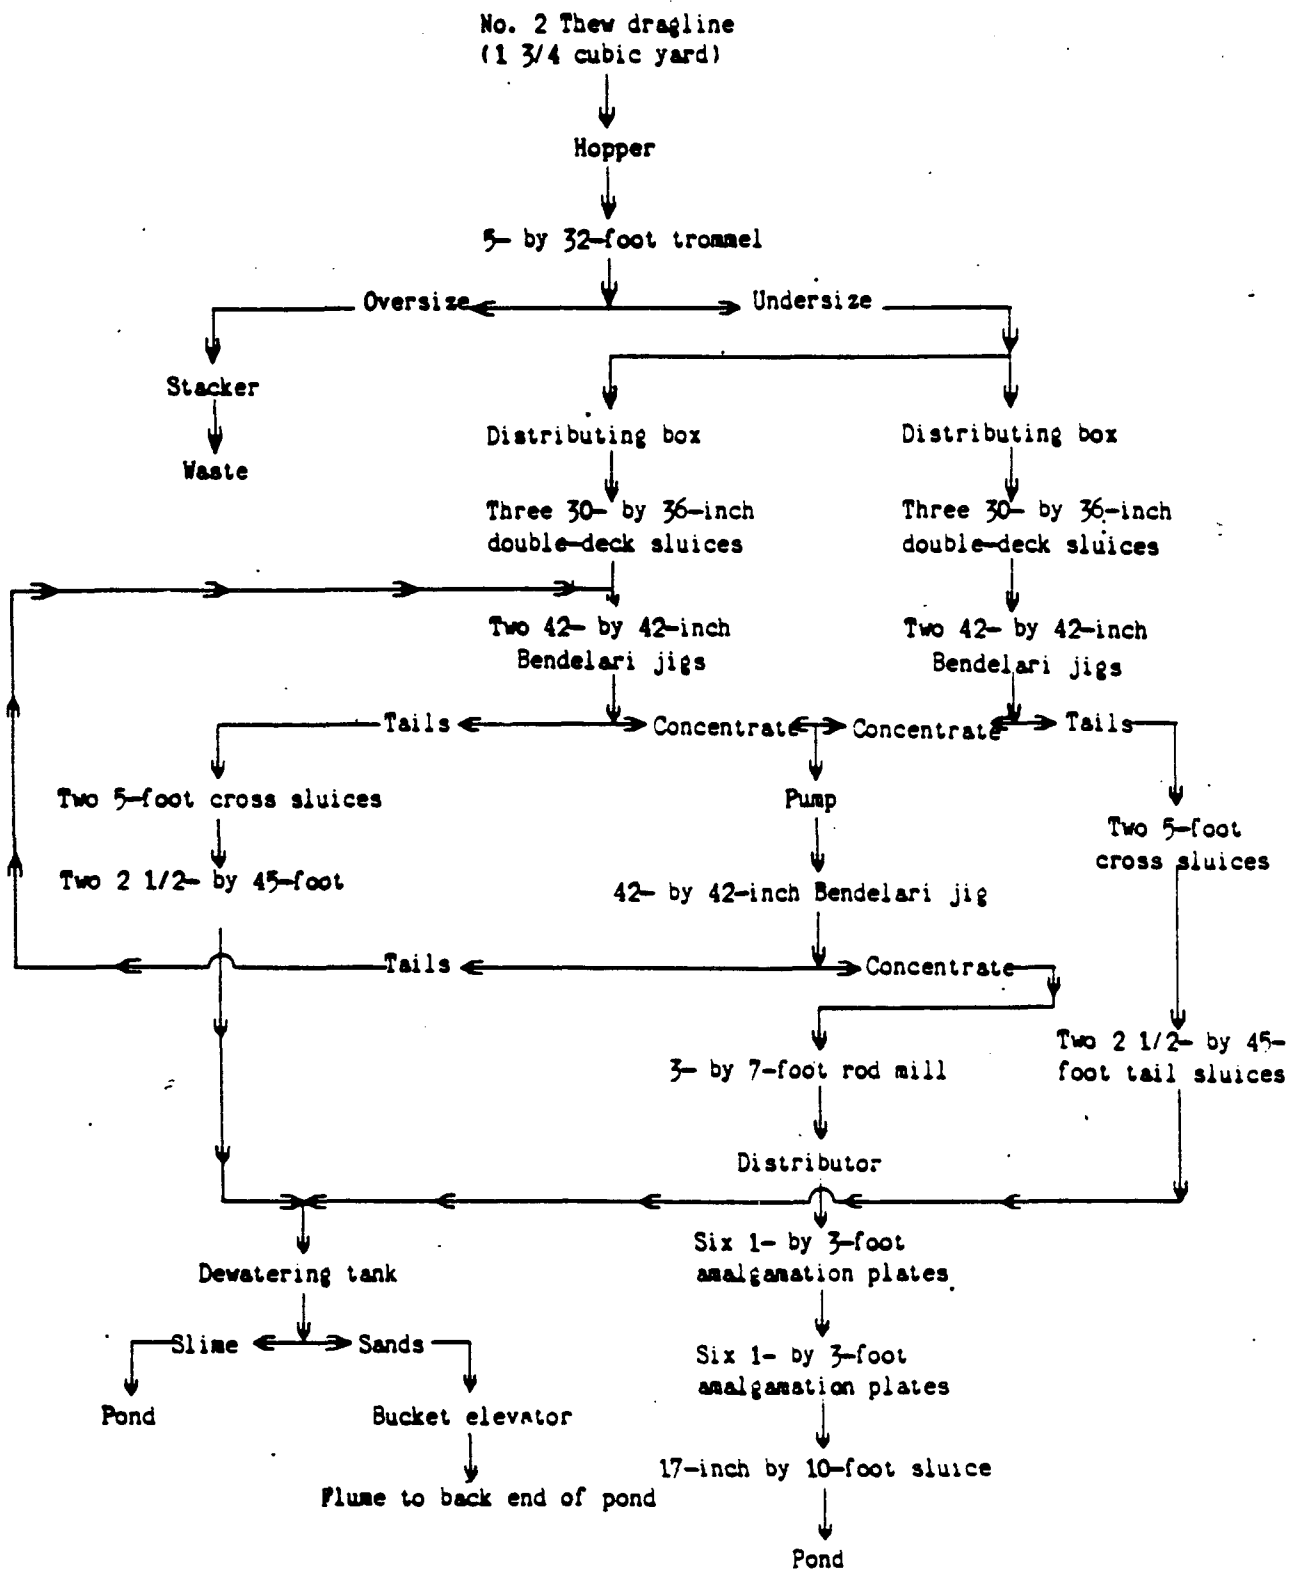 No. 2 Thew dragline
(1 3/4 cubic yard)
Hopper
5- by 32-foot trommel
Oversize
Undersize
Stacker
Waste
Distributing box
Distributing box
Three 30- by 36-inch
double-deck sluices
Three 30- by 36-inch
double-deck sluices
Two 42- by 42-inch
Bendelari jigs
Two 42- by 42-inch
Bendelari jigs
Tails
Concentrate
Concentrate
Tails
Two 5-foot cross sluices
Pump
Two 5-foot
cross sluices
Two 2 1/2- by 45-foot
42- by 42-inch Bendelari jig
Tails
Concentrate
Two 2 1/2- by 45-
foot tail sluices
3- by 7-foot rod mill
Distributor
Six 1- by 3-foot
amalgamation plates
Dewatering tank
Slime
Sands
Six 1- by 3-foot
amalgamation plates
Pond
Bucket elevator
17-inch by 10-foot sluice
Flume to back end of pond
Pond